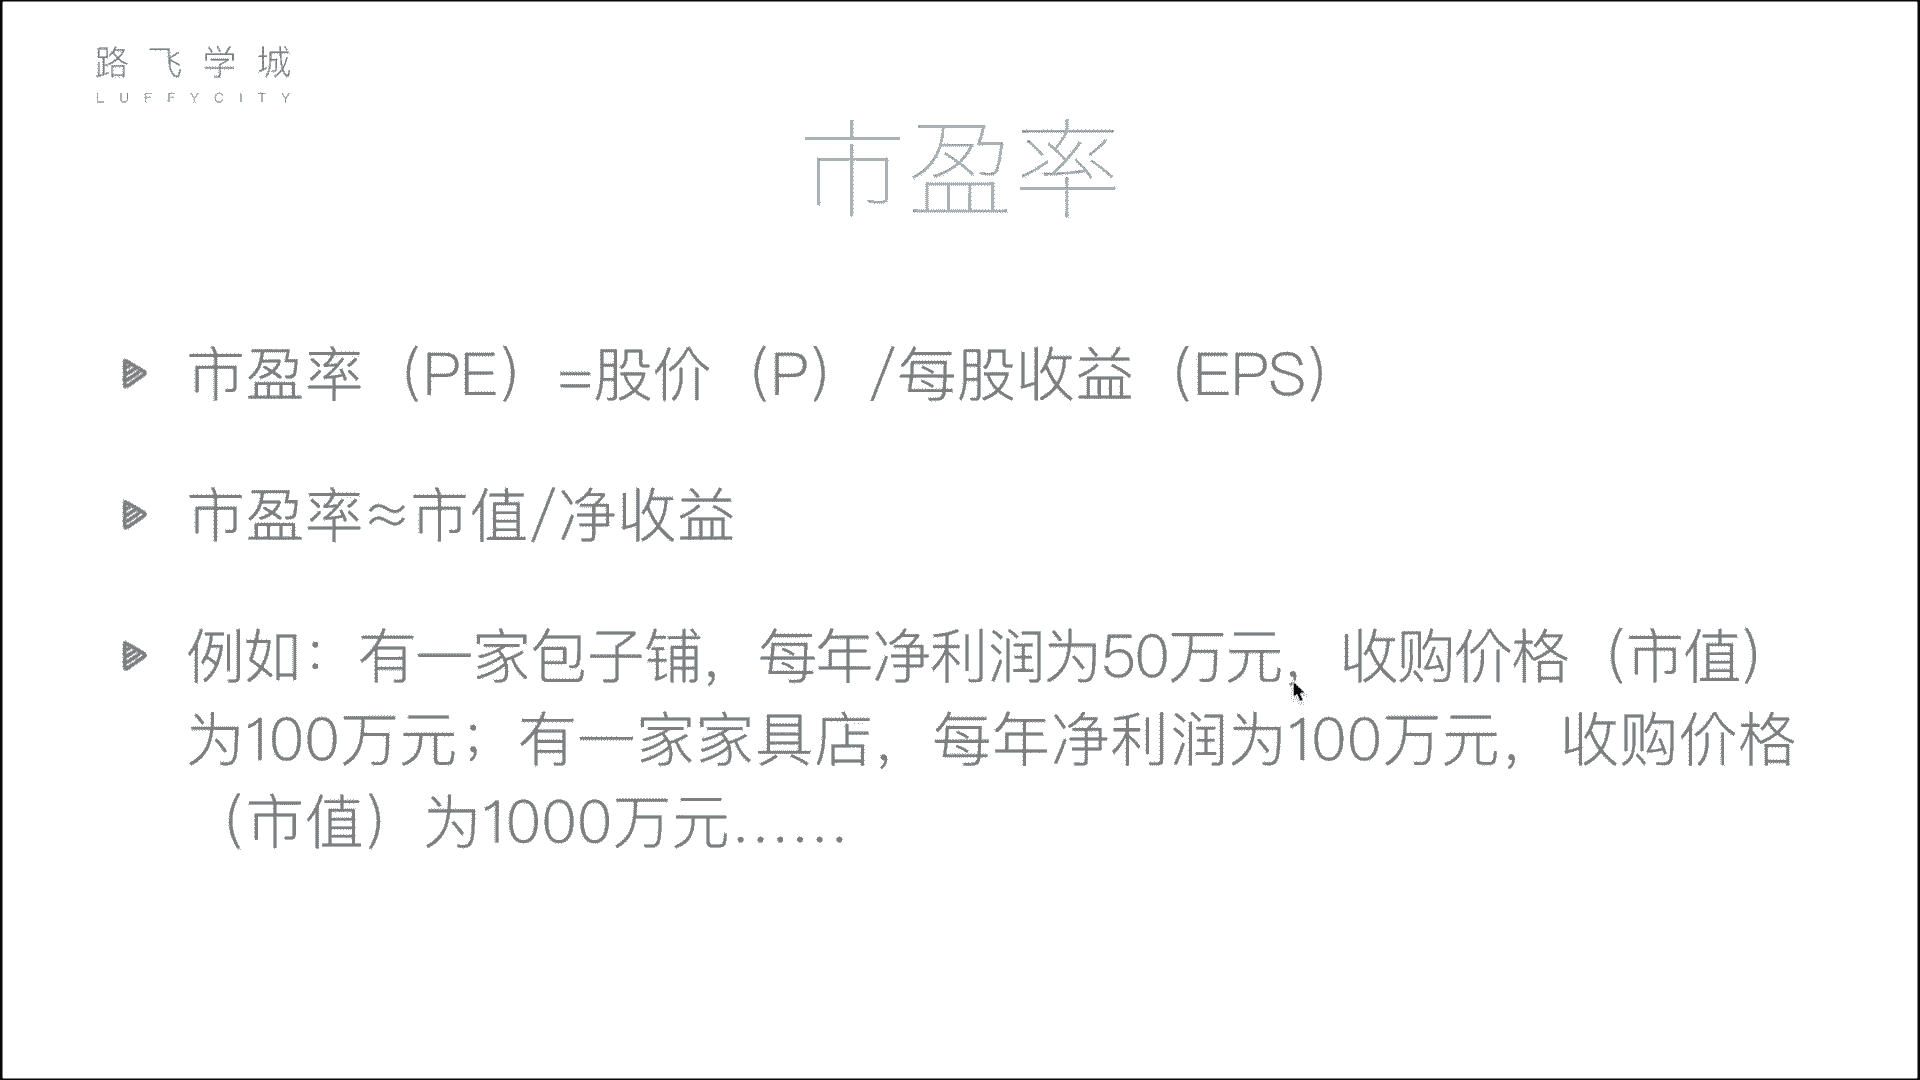 路飞学城
LUFFYCITY
市盈率
市盈率（PE）=股价（P）/每股收益（EPS）
市盈率≈市值/净收益
例如：有一家包子铺，每年净利润为50万元，收购价格（市值）
为100万元；有一家家具店，每年净利润为100万元，收购价格
（市值）为1000万元……